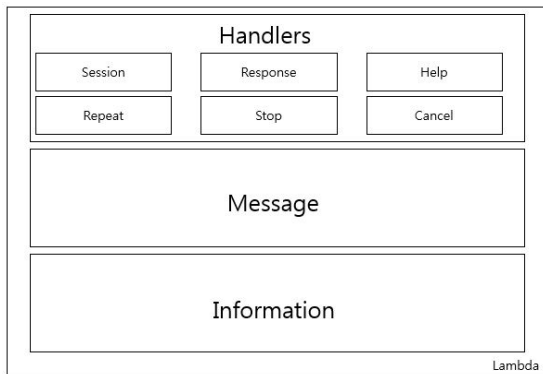 Handlers
Session Response Help
Repeat Stop Cancel
Message
Information
Lambda